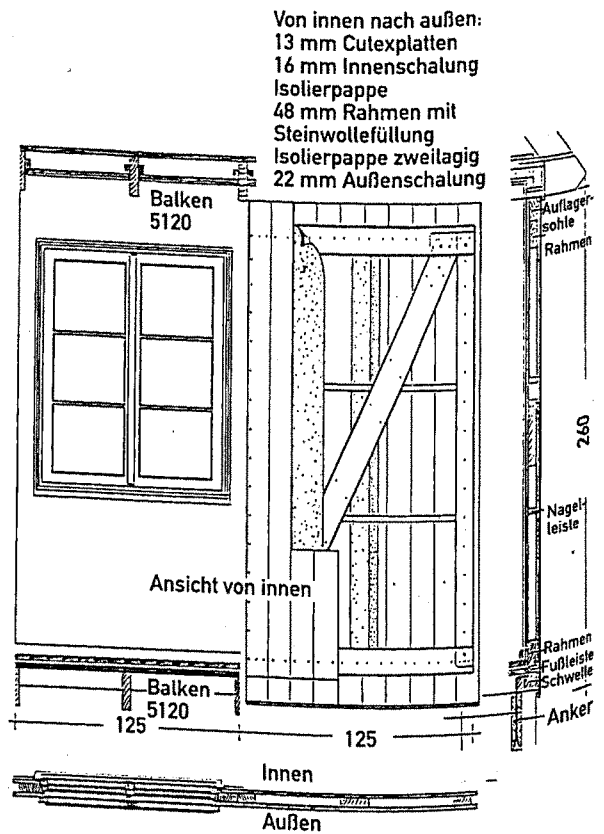 Von innen nach außen:
13 mm Cutexplatten
16 mm Innenschalung
Isolierpappe
48 mm Rahmen mit
Steinwollefüllung
Isolierpappe zweilagig
22 mm Außenschalung
Balken
5120
Auflager-
sohle
Rahmen
260
Nagel-
leiste
Ansicht von innen
Rahmen
Fußleiste
Schwelle
Anker
Balken
5120
125
125
Innen
Außen